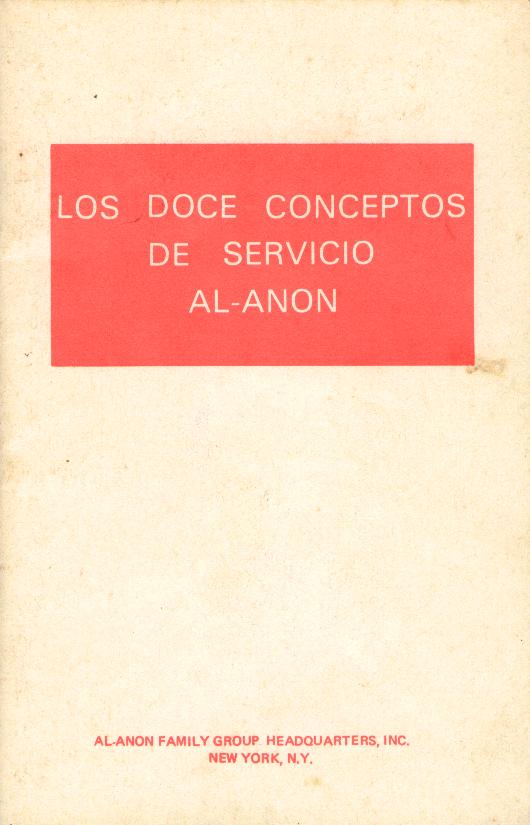 LOS DOCE CONCEPTOS
DE SERVICIO
AL-ANON
AL-ANON FAMILY GROUP HEADQUARTERS, INC.
NEW YORK, N.Y.